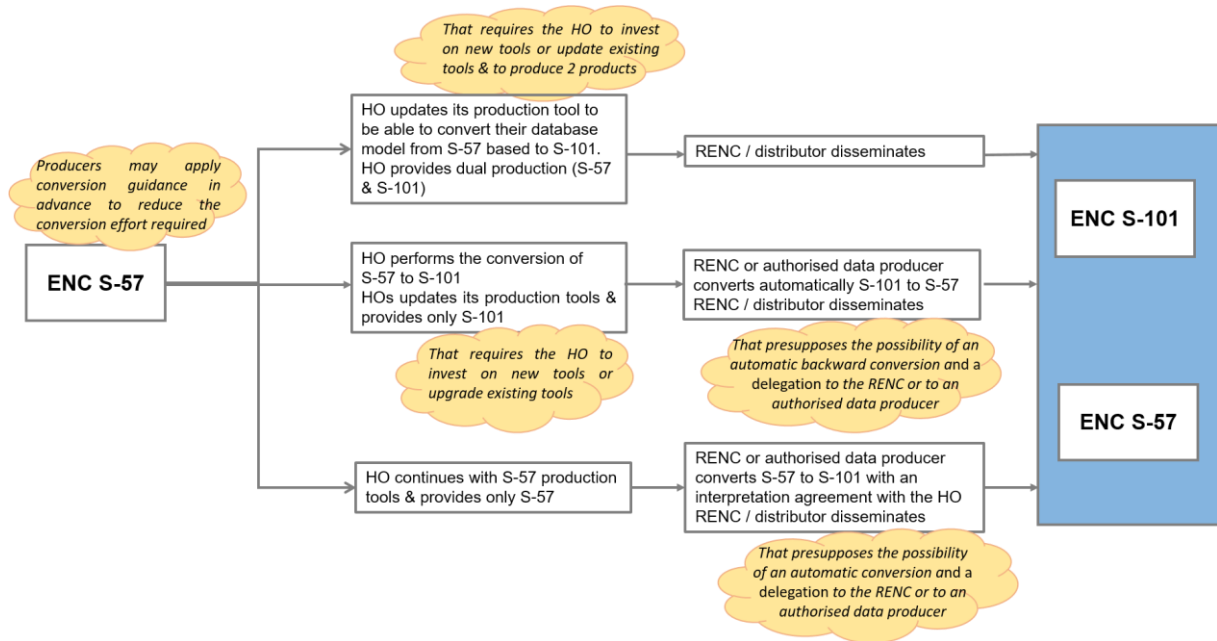 That requires the HO to invest
on new tools or update existing
tools & to produce 2 products
HO updates its production tool to
be able to convert their database
model from S-57 based to S-101.
HO provides dual production (S-57
& S-101)
RENC / distributor disseminates
Producers may apply
conversion guidance in
advance to reduce the
conversion effort required
ENC S-57
HO performs the conversion of
S-57 to S-101
HOs updates its production tools &
provides only S-101
RENC or authorised data producer
converts automatically S-101 to S-57
RENC / distributor disseminates
ENC S-101
That requires the HO to
invest on new tools or
upgrade existing tools
That presupposes the possibility of an
automatic backward conversion and a
delegation to the RENC or to an
authorised data producer
ENC S-57
HO continues with S-57 production
tools & provides only S-57
RENC or authorised data producer
converts S-57 to S-101 with an
interpretation agreement with the HO
RENC / distributor disseminates
That presupposes the possibility
of an automatic conversion and a
delegation to the RENC or to an
authorised data producer